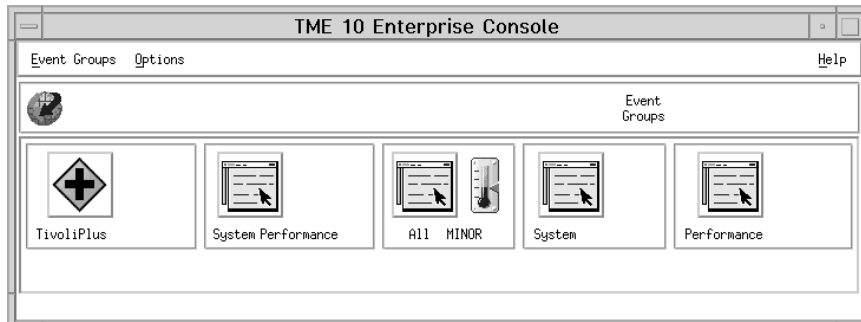 TME 10 Enterprise Console
Event Groups Options Help
Event
Groups
TivoliPlus System Performance All MINOR System Performance